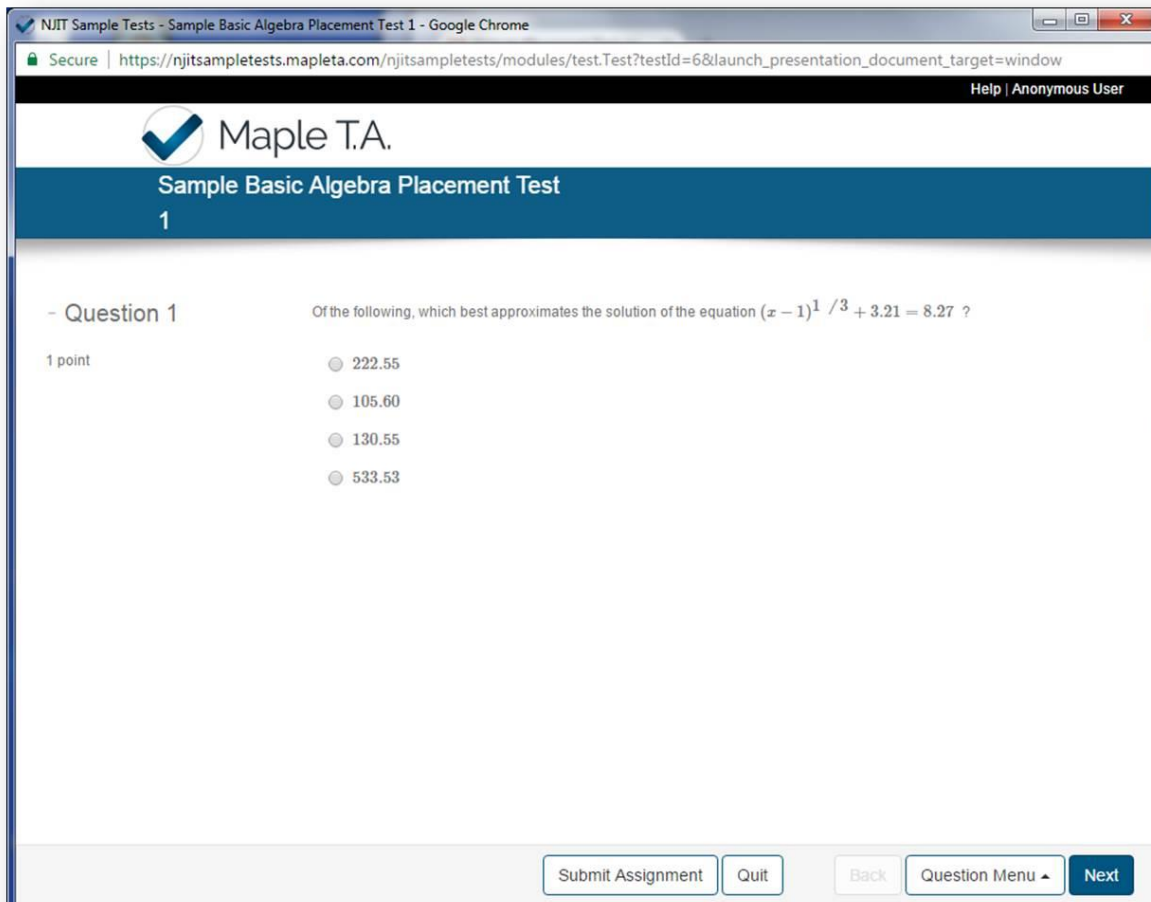 NJIT Sample Tests - Sample Basic Algebra Placement Test 1 - Google Chrome
Secure | https://njitsampletests.mapleta.com/njitsampletests/modules/test.Test?testId=6&launch_presentation_document_target=window
Help | Anonymous User
Maple T.A.
Sample Basic Algebra Placement Test
1
- Question 1
Of the following, which best approximates the solution of the equation (x − 1)^1 /3 + 3.21 = 8.27 ?
1 point
222.55
105.60
130.55
533.53
Submit Assignment Quit Back Question Menu Next